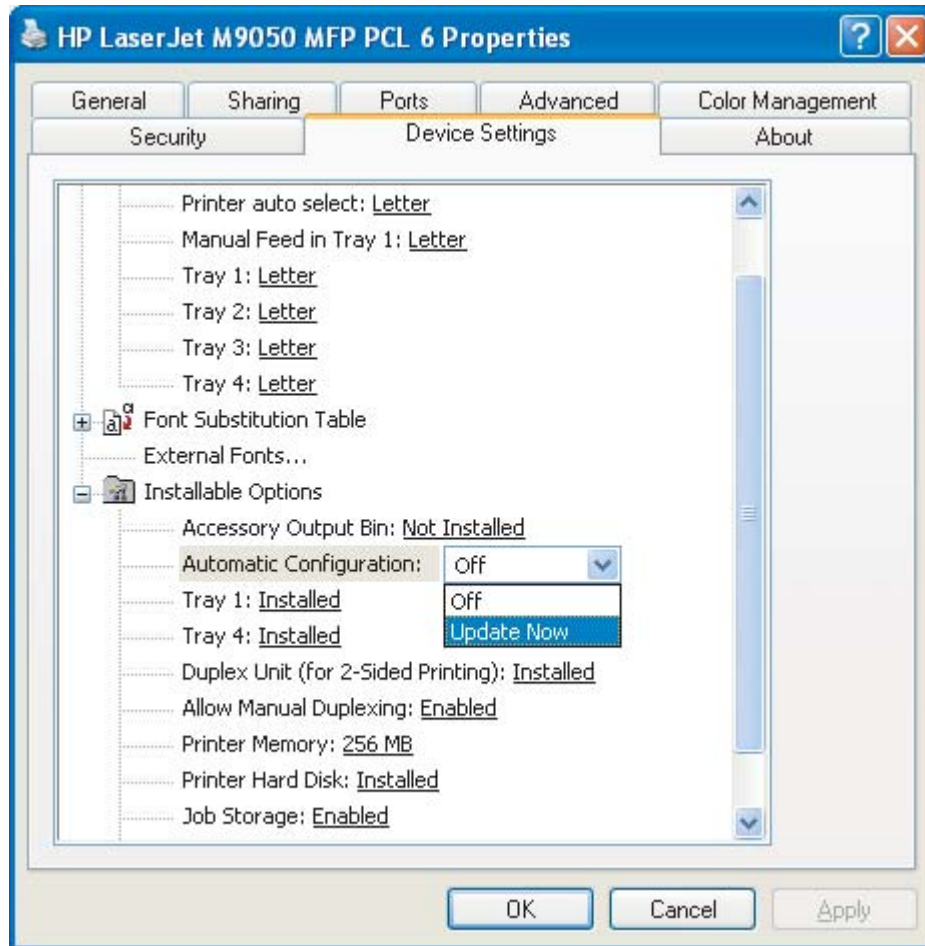 HP LaserJet M9050 MFP PCL 6 Properties
General Sharing Ports Advanced Color Management
Security Device Settings About
Printer auto select: Letter
Manual Feed in Tray 1: Letter
Tray 1: Letter
Tray 2: Letter
Tray 3: Letter
Tray 4: Letter
Font Substitution Table
External Fonts...
Installable Options
Accessory Output Bin: Not Installed
Automatic Configuration: Off
Off
Update Now
Tray 1: Installed
Tray 4: Installed
Duplex Unit (for 2-Sided Printing): Installed
Allow Manual Duplexing: Enabled
Printer Memory: 256 MB
Printer Hard Disk: Installed
Job Storage: Enabled
OK Cancel Apply